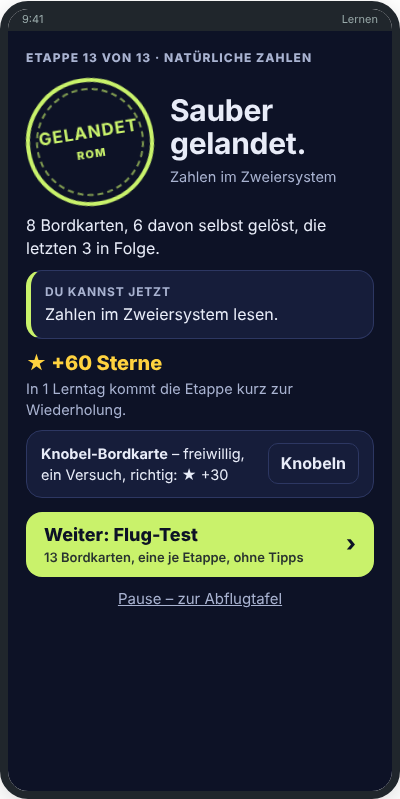 9:41
Lernen
ETAPPE 13 VON 13 · NATÜRLICHE ZAHLEN
GELANDET
ROM
Sauber
gelandet.
Zahlen im Zweiersystem
8 Bordkarten, 6 davon selbst gelöst, die
letzten 3 in Folge.
DU KANNST JETZT
Zahlen im Zweiersystem lesen.
★ +60 Sterne
In 1 Lerntag kommt die Etappe kurz zur
Wiederholung.
Knobel-Bordkarte – freiwillig,
ein Versuch, richtig: ★ +30
Knobeln
Weiter: Flug-Test
13 Bordkarten, eine je Etappe, ohne Tipps
›
Pause – zur Abflugtafel